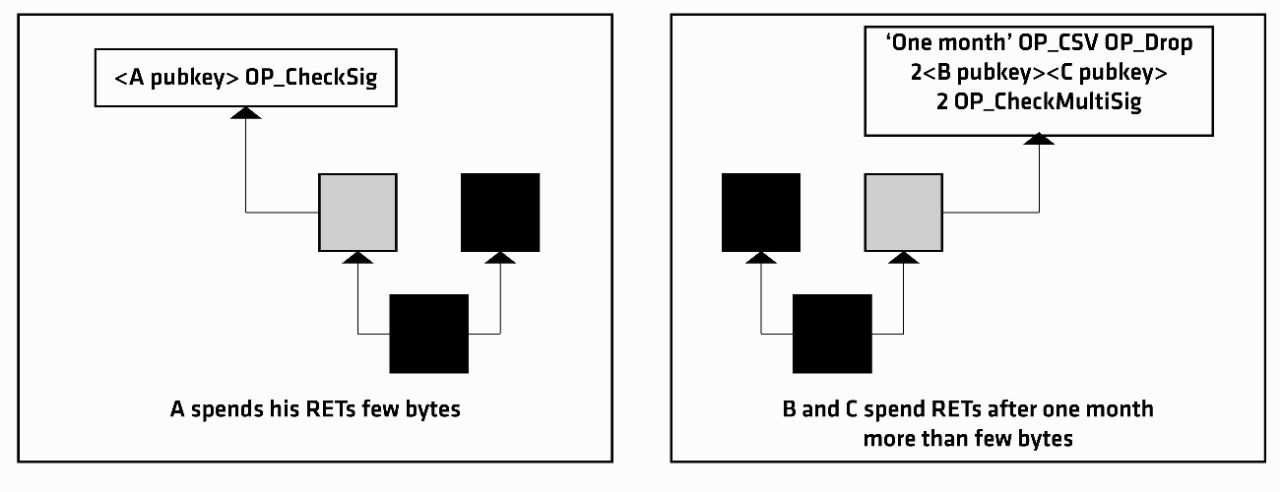 <A pubkey> OP_CheckSig
A spends his RETs few bytes
‘One month’ OP_CSV OP_Drop
2<B pubkey><C pubkey>
2 OP_CheckMultiSig
B and C spend RETs after one month
more than few bytes